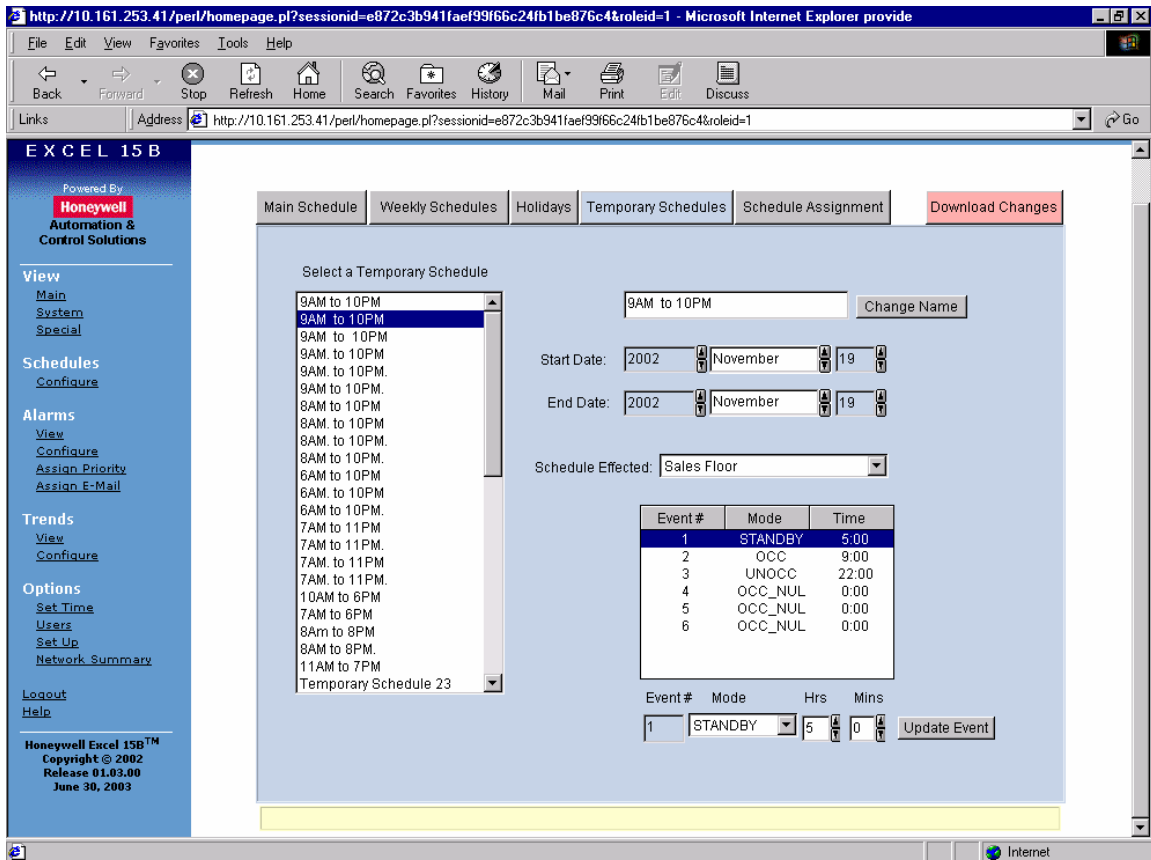 http://10.161.253.41/perl/homepage.pl?sessionid=e872c3b941faef99f66c24fb1be876c4&roleid=1 - Microsoft Internet Explorer provide
File Edit View Favorites Tools Help
Back Forward Stop Refresh Home Search Favorites History Mail Print Edit Discuss
Links Address http://10.161.253.41/perl/homepage.pl?sessionid=e872c3b941faef99f66c24fb1be876c4&roleid=1 Go
EXCEL 15B
Powered By
Honeywell
Automation &
Control Solutions
View
Main
System
Special
Schedules
Configure
Alarms
View
Configure
Assign Priority
Assign E-Mail
Trends
View
Configure
Options
Set Time
Users
Set Up
Network Summary
Logout
Help
Honeywell Excel 15B™
Copyright © 2002
Release 01.03.00
June 30, 2003
Main Schedule Weekly Schedules Holidays Temporary Schedules Schedule Assignment Download Changes
Select a Temporary Schedule
9AM to 10PM
9AM  to 10PM
9AM  to  10PM
9AM. to 10PM
9AM. to 10PM.
9AM to 10PM.
8AM to 10PM
8AM. to 10PM
8AM. to 10PM.
8AM to 10PM.
6AM to 10PM
6AM. to 10PM
6AM to 10PM.
7AM to 11PM
7AM to 11PM.
7AM. to 11PM
7AM. to 11PM.
10AM to 6PM
7AM to 6PM
8Am to 8PM
8AM to 8PM.
11AM to 7PM
Temporary Schedule 23
9AM  to 10PM Change Name
Start Date: 2002 November 19
End Date: 2002 November 19
Schedule Effected: Sales Floor
Event # Mode Time
1 STANDBY 5:00
2 OCC 9:00
3 UNOCC 22:00
4 OCC_NUL 0:00
5 OCC_NUL 0:00
6 OCC_NUL 0:00
Event # Mode Hrs Mins
1 STANDBY 5 0 Update Event
Internet